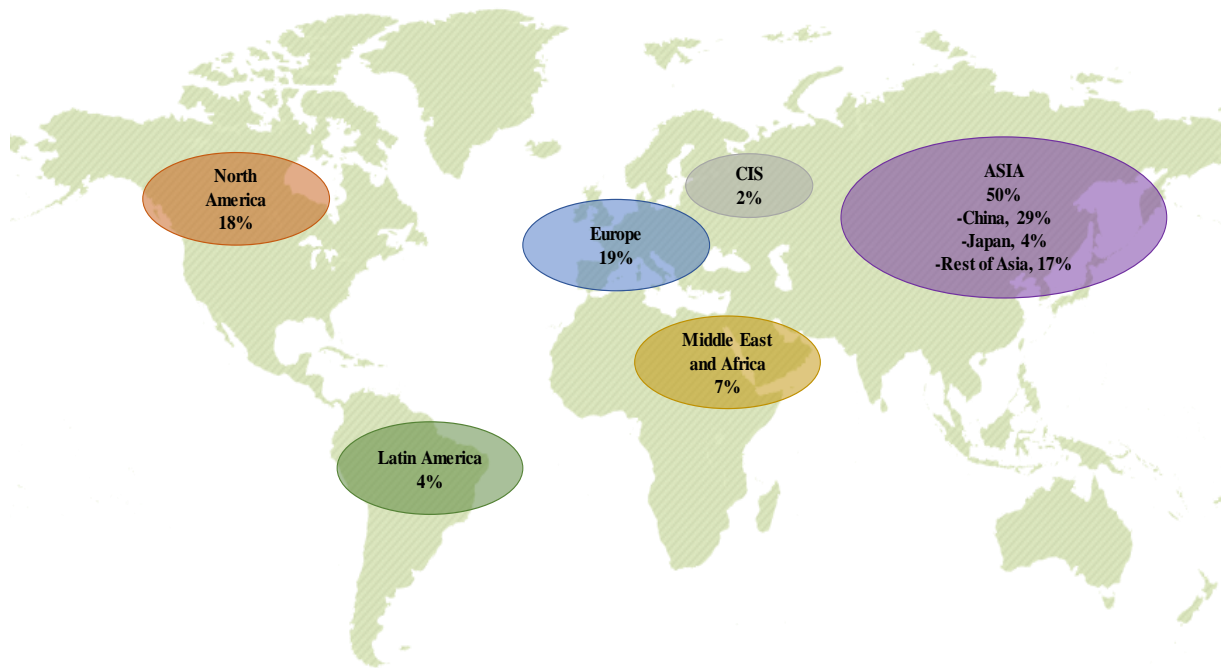 North
America
18%
CIS
2%
ASIA
50%
-China, 29%
-Japan, 4%
-Rest of Asia, 17%
Europe
19%
Middle East
and Africa
7%
Latin America
4%